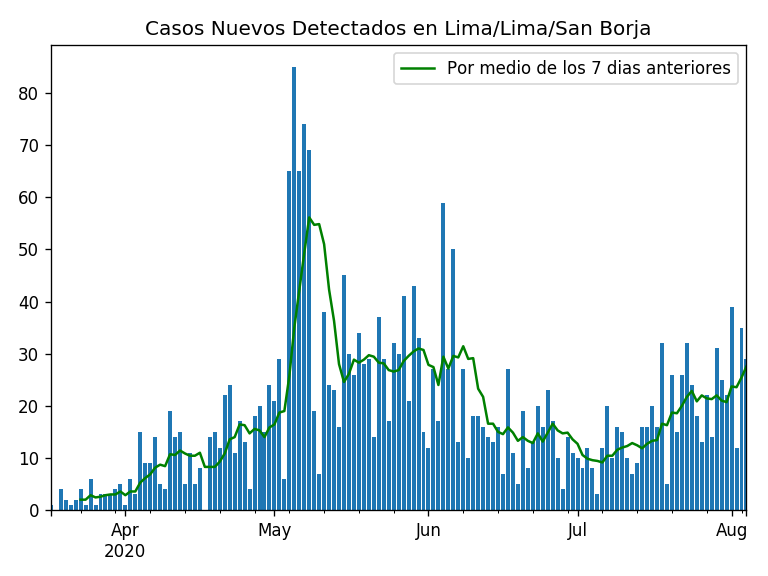 Casos Nuevos Detectados en Lima/Lima/San Borja
Por medio de los 7 dias anteriores
80
70
60
50
40
30
20
10
0
Apr
2020
May
Jun
Jul
Aug